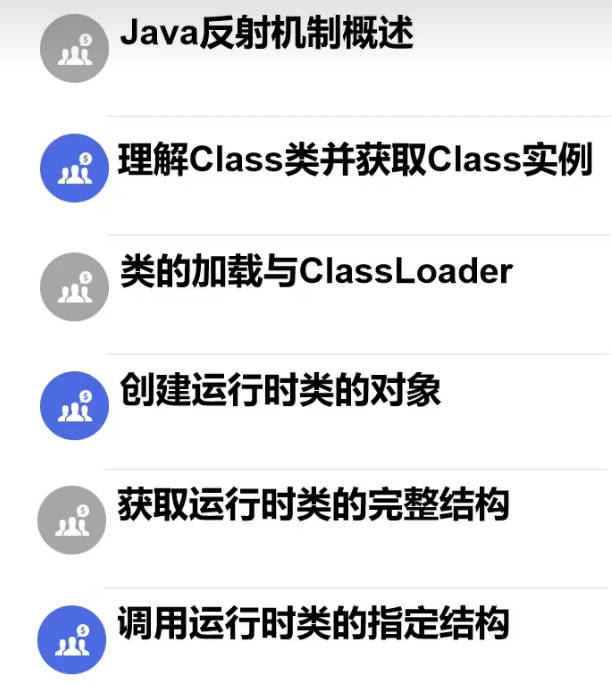 Java反射机制概述
理解Class类并获取Class实例
类的加载与ClassLoader
创建运行时类的对象
获取运行时类的完整结构
调用运行时类的指定结构